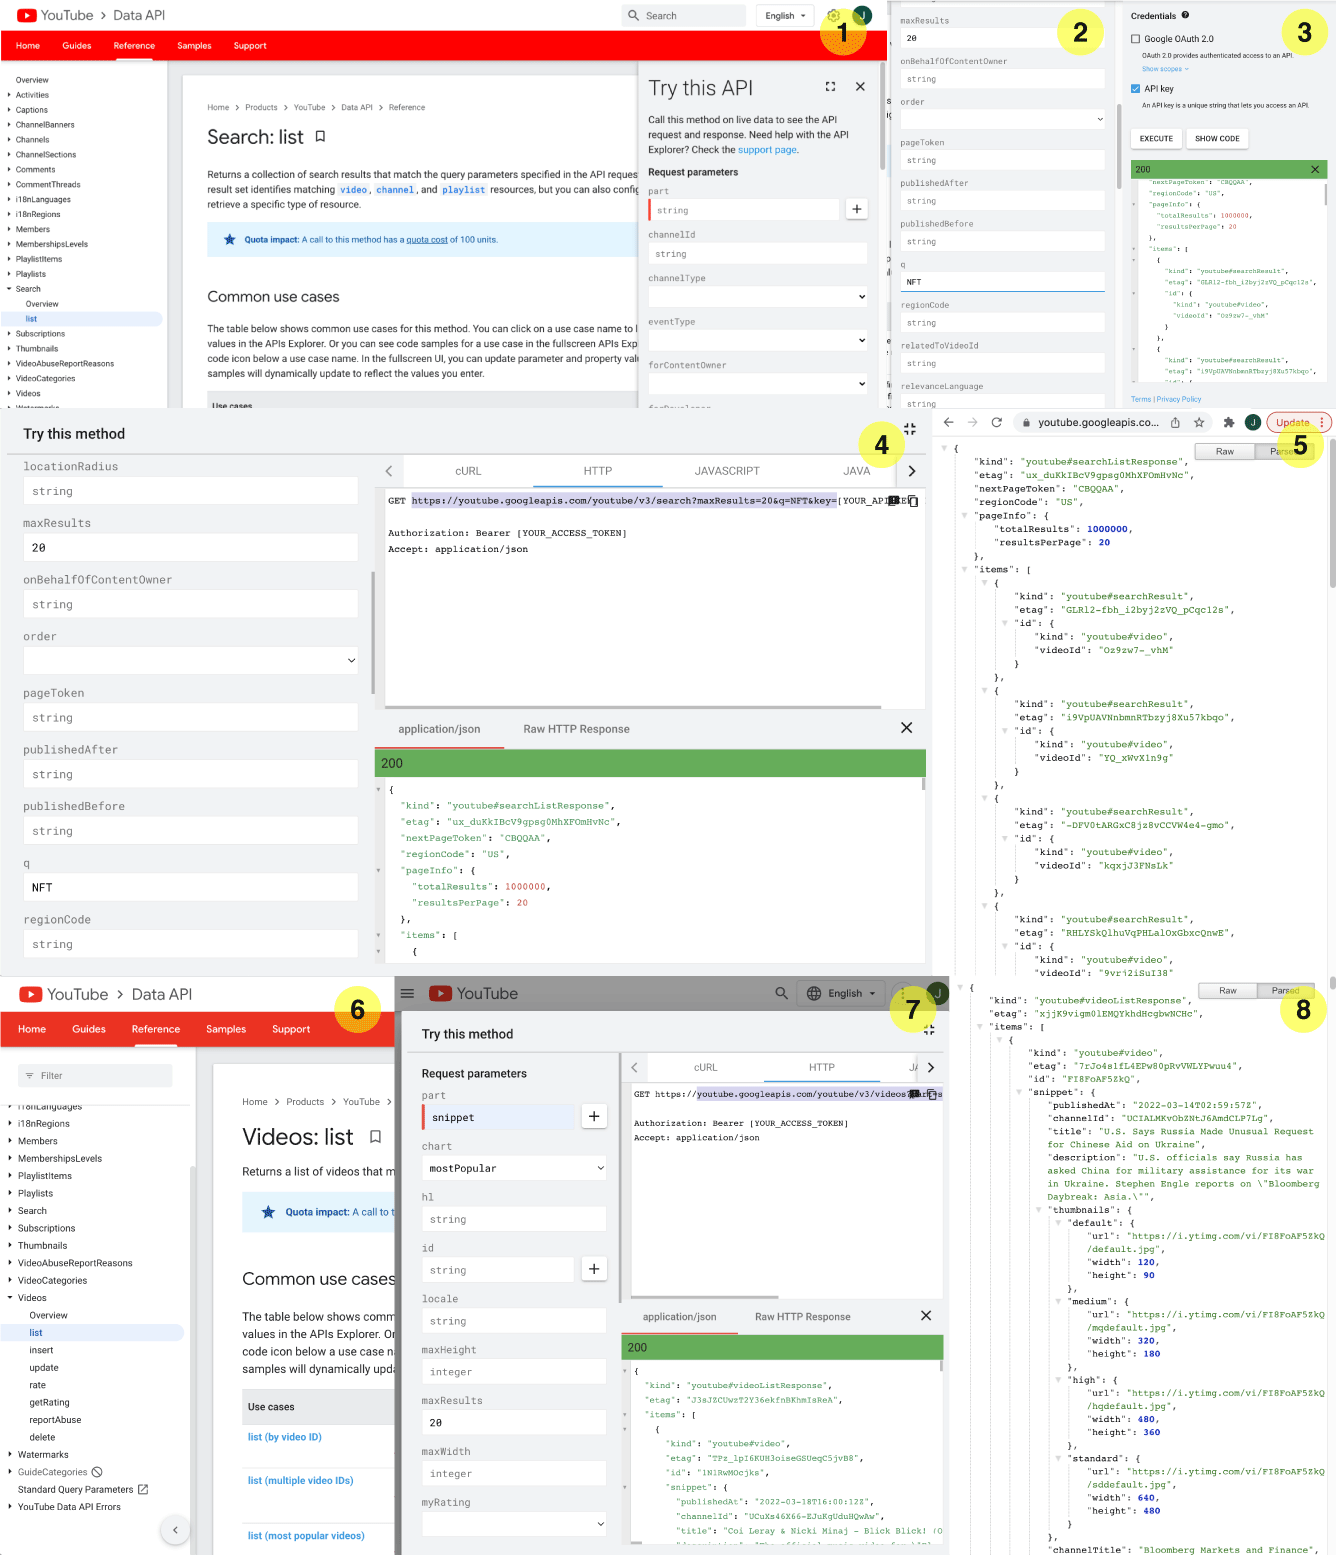 YouTube > Data API
Search
English
1
Home Guides Reference Samples Support
Overview
Activities
Captions
ChannelBanners
Channels
ChannelSections
Comments
CommentThreads
i18nLanguages
i18nRegions
Members
MembershipsLevels
PlaylistItems
Playlists
Search
Overview
list
Subscriptions
Thumbnails
VideoAbuseReportReasons
VideoCategories
Videos
Home > Products > YouTube > Data API > Reference
Search: list
Returns a collection of search results that match the query parameters specified in the API reque
result set identifies matching video, channel, and playlist resources, but you can also config
retrieve a specific type of resource.
Quota impact: A call to this method has a quota cost of 100 units.
Common use cases
The table below shows common use cases for this method. You can click on a use case name to l
values in the APIs Explorer. Or you can see code samples for a use case in the fullscreen APIs Exp
code icon below a use case name. In the fullscreen UI, you can update parameter and property valu
samples will dynamically update to reflect the values you enter.
Use cases
Try this API
Call this method on live data to see the API
request and response. Need help with the API
Explorer? Check the support page.
Request parameters
part
string
channelId
string
channelType
eventType
forContentOwner
2
maxResults
20
onBehalfOfContentOwner
string
order
pageToken
string
publishedAfter
string
publishedBefore
string
q
NFT
regionCode
string
relatedToVideoId
string
relevanceLanguage
string
3
Credentials
Google OAuth 2.0
OAuth 2.0 provides authenticated access to an API.
Show scopes
API key
An API key is a unique string that lets you access an API.
EXECUTE SHOW CODE
200
"nextPageToken": "CBQQAA",
"regionCode": "US",
"pageInfo": {
"totalResults": 1000000,
"resultsPerPage": 20
},
"items": [
{
"kind": "youtube#searchResult",
"etag": "GLRl2-fbh_i2byj2zVQ_pCqc12s",
"id": {
"kind": "youtube#video",
"videoId": "Oz9zw7-_vhM"
}
},
{
"kind": "youtube#searchResult",
"etag": "i9VpUAVNnbmnRTbzyj8Xu57kbqo",
"id": {
Terms | Privacy Policy
Try this method
4
locationRadius
string
maxResults
20
onBehalfOfContentOwner
string
order
pageToken
string
publishedAfter
string
publishedBefore
string
q
NFT
regionCode
string
cURL HTTP JAVASCRIPT JAVA
GET https://youtube.googleapis.com/youtube/v3/search?maxResults=20&q=NFT&key=[YOUR_API
Authorization: Bearer [YOUR_ACCESS_TOKEN]
Accept: application/json
application/json Raw HTTP Response
200
{
"kind": "youtube#searchListResponse",
"etag": "ux_duKkIBcV9gpsg0MhXFOmHvNc",
"nextPageToken": "CBQQAA",
"regionCode": "US",
"pageInfo": {
"totalResults": 1000000,
"resultsPerPage": 20
},
"items": [
{
youtube.googleapis.co... J Update
5
Raw
{
"kind": "youtube#searchListResponse",
"etag": "ux_duKkIBcV9gpsg0MhXFOmHvNc",
"nextPageToken": "CBQQAA",
"regionCode": "US",
"pageInfo": {
"totalResults": 1000000,
"resultsPerPage": 20
},
"items": [
{
"kind": "youtube#searchResult",
"etag": "GLRl2-fbh_i2byj2zVQ_pCqc12s",
"id": {
"kind": "youtube#video",
"videoId": "Oz9zw7-_vhM"
}
},
{
"kind": "youtube#searchResult",
"etag": "i9VpUAVNnbmnRTbzyj8Xu57kbqo",
"id": {
"kind": "youtube#video",
"videoId": "YQ_xWvX1n9g"
}
},
{
"kind": "youtube#searchResult",
"etag": "-DFV0tARGxC8jz8vCCVW4e4-gmo",
"id": {
"kind": "youtube#video",
"videoId": "kqxjJ3FNsLk"
}
},
{
"kind": "youtube#searchResult",
"etag": "RHLYSkQlhuVqPHLalOxGbxcQnwE",
"id": {
"kind": "youtube#video",
"videoId": "9vrj2iSuI38"
YouTube > Data API
6
Home Guides Reference Samples Support
Filter
i18nLanguages
i18nRegions
Members
MembershipsLevels
PlaylistItems
Playlists
Search
Subscriptions
Thumbnails
VideoAbuseReportReasons
VideoCategories
Videos
Overview
list
insert
update
rate
getRating
reportAbuse
delete
Watermarks
GuideCategories
Standard Query Parameters
YouTube Data API Errors
Home > Products > YouTube >
Videos: list
Returns a list of videos that m
Quota impact: A call to t
Common use cases
The table below shows comm
values in the APIs Explorer. Or
code icon below a use case na
samples will dynamically upda
Use cases
list (by video ID)
list (multiple video IDs)
list (most popular videos)
YouTube English
7
Try this method
Request parameters
part
snippet
chart
mostPopular
hl
string
id
string
locale
string
maxHeight
integer
maxResults
20
maxWidth
integer
myRating
cURL HTTP
GET https://youtube.googleapis.com/youtube/v3/videos?
Authorization: Bearer [YOUR_ACCESS_TOKEN]
Accept: application/json
application/json Raw HTTP Response
200
{
"kind": "youtube#videoListResponse",
"etag": "J3sJZCUwzT2Y36ekfnBKhmIsReA",
"items": [
{
"kind": "youtube#video",
"etag": "TPz_lpI6KUH3oiseGSUeqC5jvB8",
"id": "1N1RwMOcjks",
"snippet": {
"publishedAt": "2022-03-18T16:00:12Z",
"channelId": "UCuXs46X66-EJuKgUduHQwAw",
"title": "Coi Leray & Nicki Minaj - Blick Blick! (O
8
Raw Parsed
{
"kind": "youtube#videoListResponse",
"etag": "xjjK9vigm0lEMQYkhdHcgbwNCHc",
"items": [
{
"kind": "youtube#video",
"etag": "7rJo4s1fL4EPw80pRvVWLYPwuu4",
"id": "FI8FoAF5ZkQ",
"snippet": {
"publishedAt": "2022-03-14T02:59:57Z",
"channelId": "UCIALMKvObZNtJ6AmdCLP7Lg",
"title": "U.S. Says Russia Made Unusual Request
for Chinese Aid on Ukraine",
"description": "U.S. officials say Russia has
asked China for military assistance for its war
in Ukraine. Stephen Engle reports on \"Bloomberg
Daybreak: Asia.\"",
"thumbnails": {
"default": {
"url": "https://i.ytimg.com/vi/FI8FoAF5ZkQ
/default.jpg",
"width": 120,
"height": 90
},
"medium": {
"url": "https://i.ytimg.com/vi/FI8FoAF5ZkQ
/mqdefault.jpg",
"width": 320,
"height": 180
},
"high": {
"url": "https://i.ytimg.com/vi/FI8FoAF5ZkQ
/hqdefault.jpg",
"width": 480,
"height": 360
},
"standard": {
"url": "https://i.ytimg.com/vi/FI8FoAF5ZkQ
/sddefault.jpg",
"width": 640,
"height": 480
},
"channelTitle": "Bloomberg Markets and Finance",